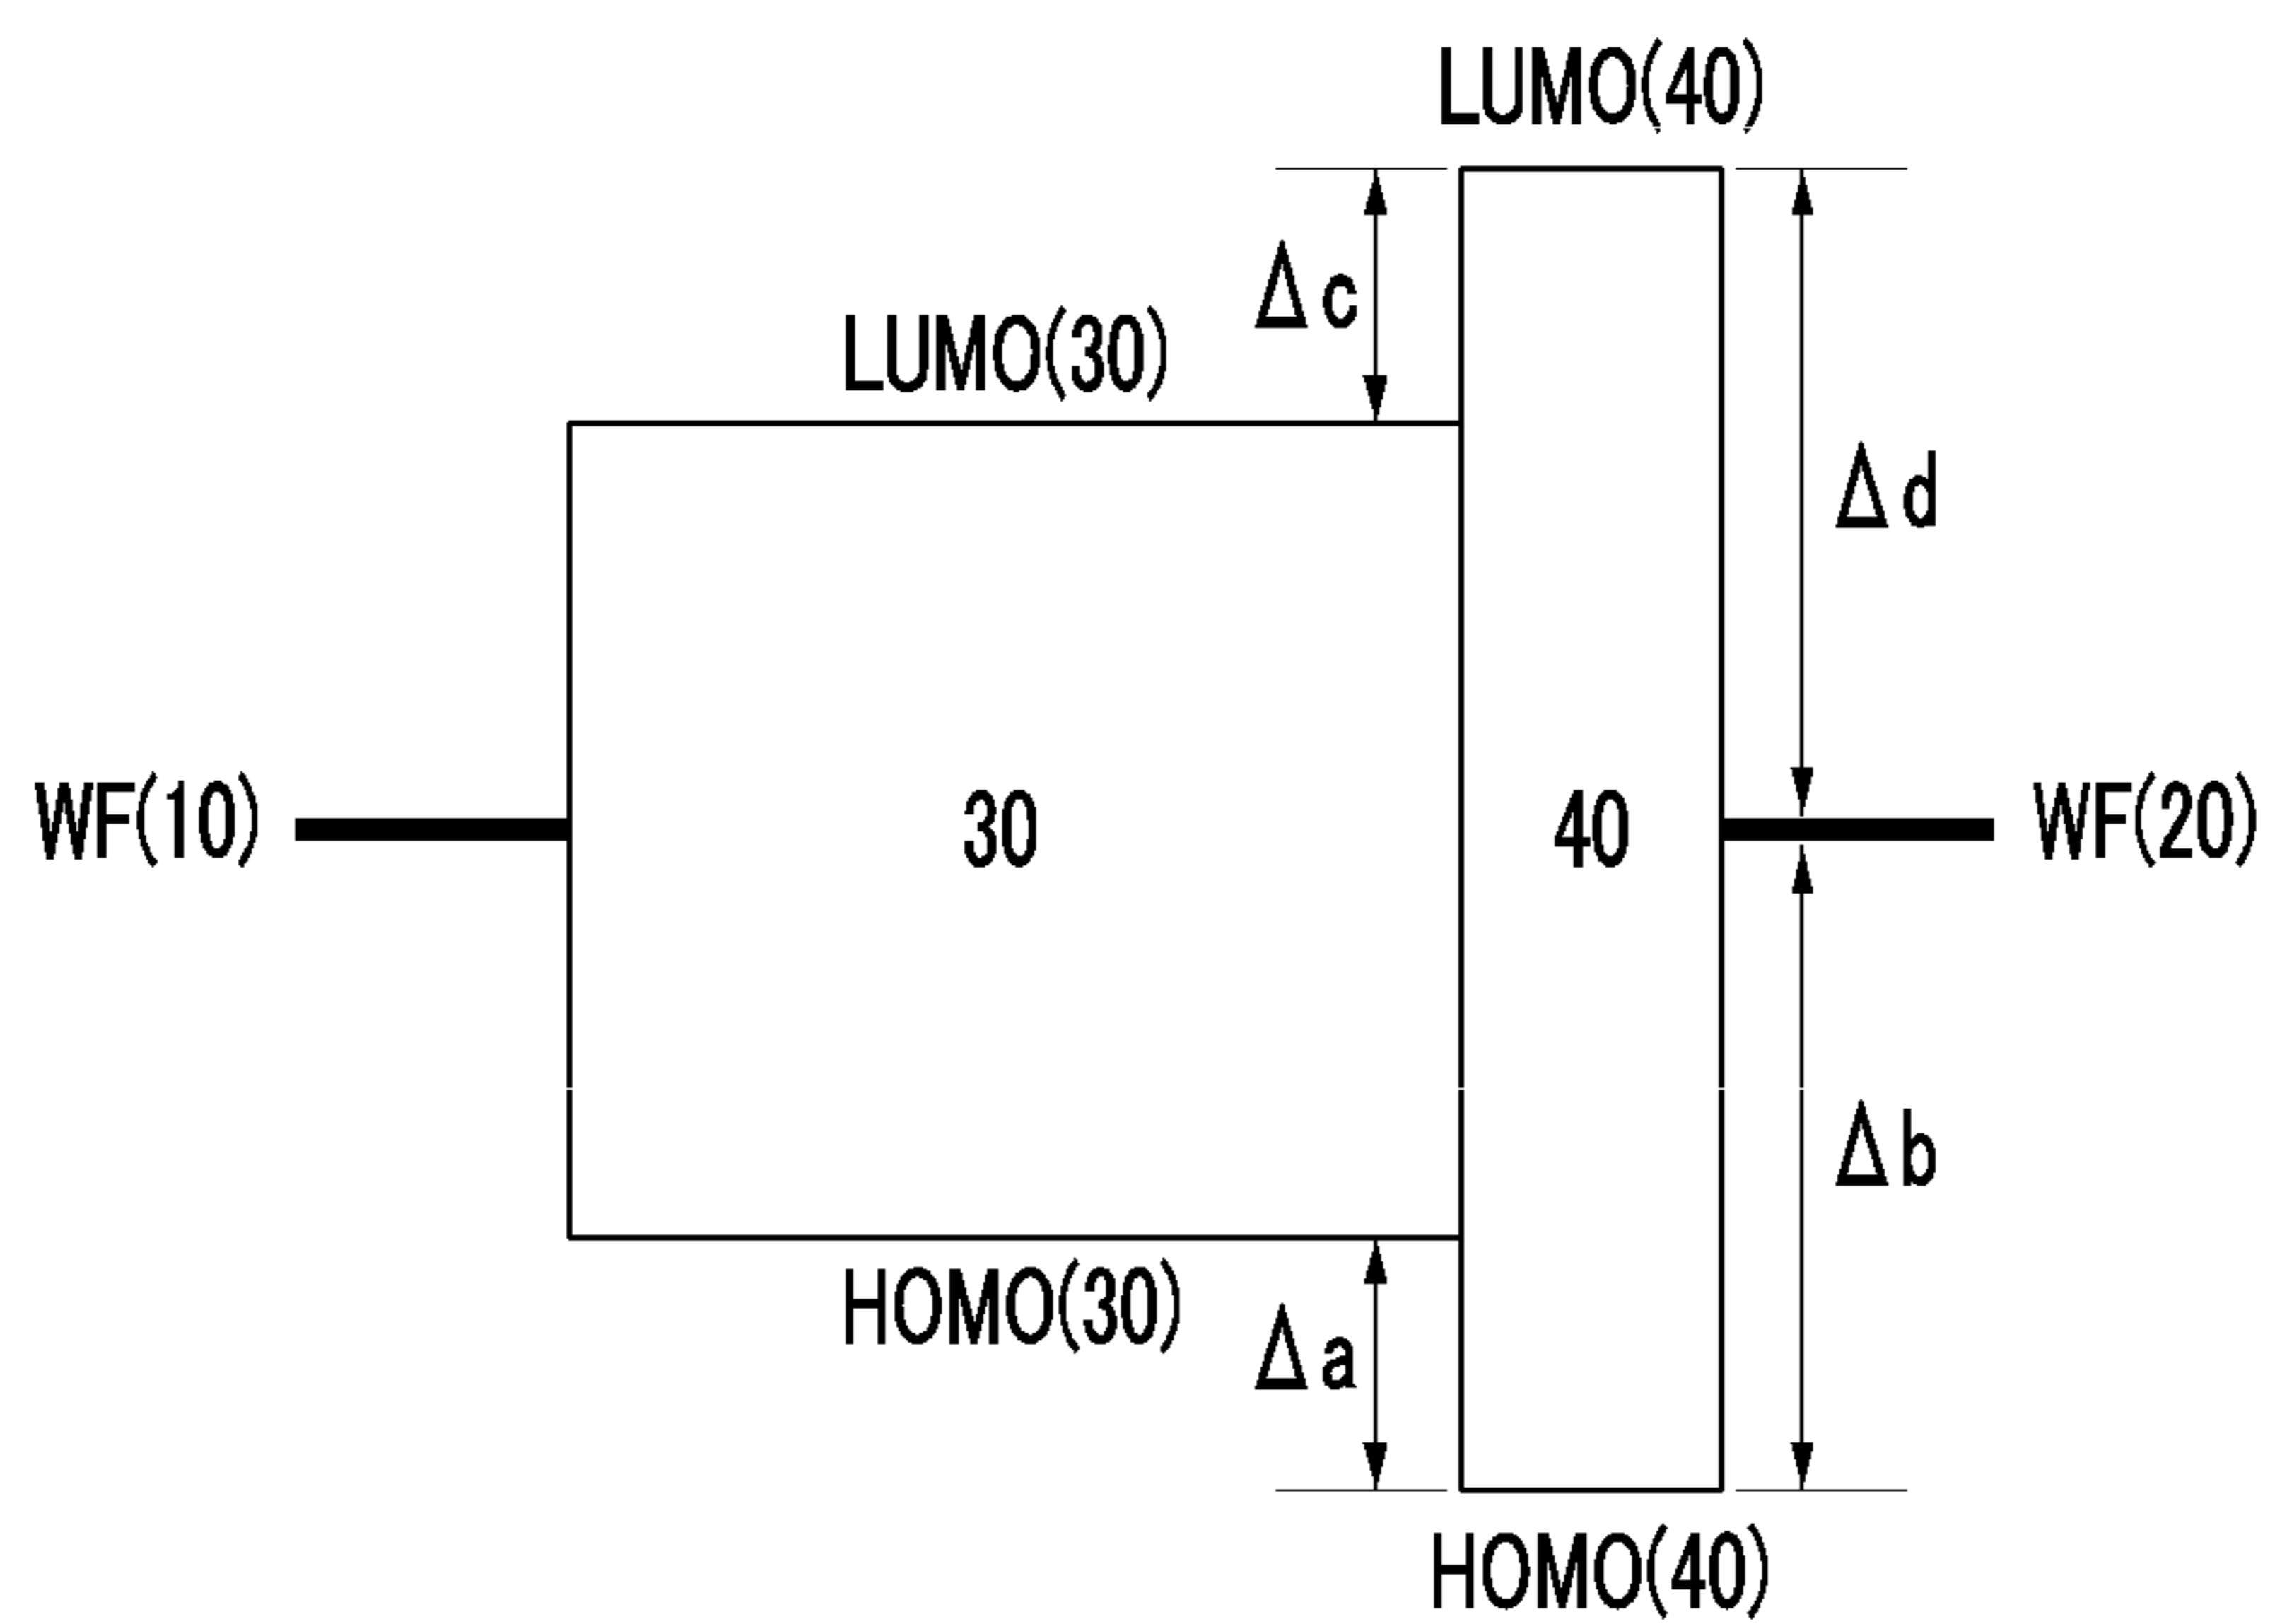 LUMO(40)
Δc
LUMO(30)
Δd
WF(10)
30
40
WF(20)
Δb
HOMO(30)
Δa
HOMO(40)